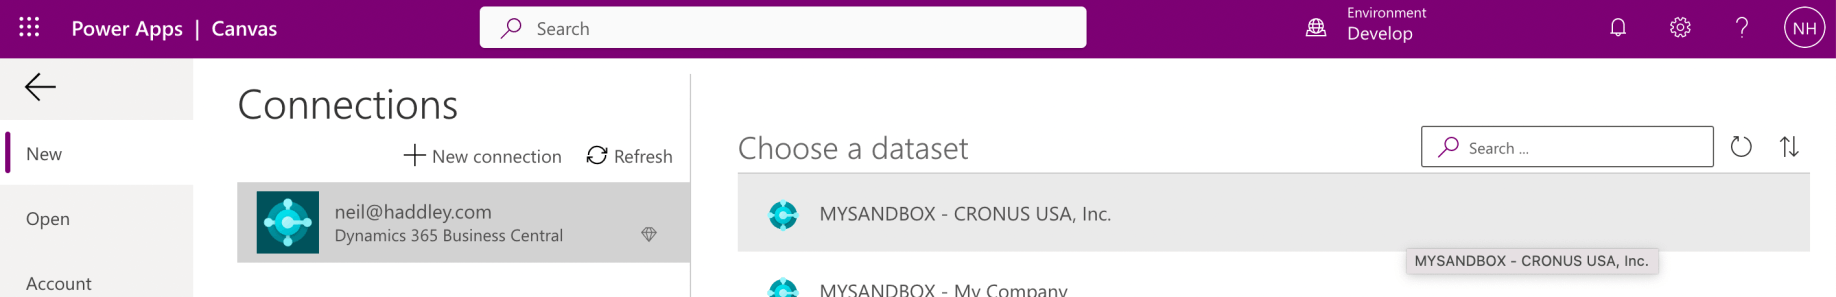 Power Apps | Canvas
Search
Environment
Develop
?
NH
New
Open
Account
Connections
New connection
Refresh
neil@haddley.com
Dynamics 365 Business Central
Choose a dataset
Search ...
MYSANDBOX - CRONUS USA, Inc.
MYSANDBOX - CRONUS USA, Inc.
MYSANDBOX - My Company